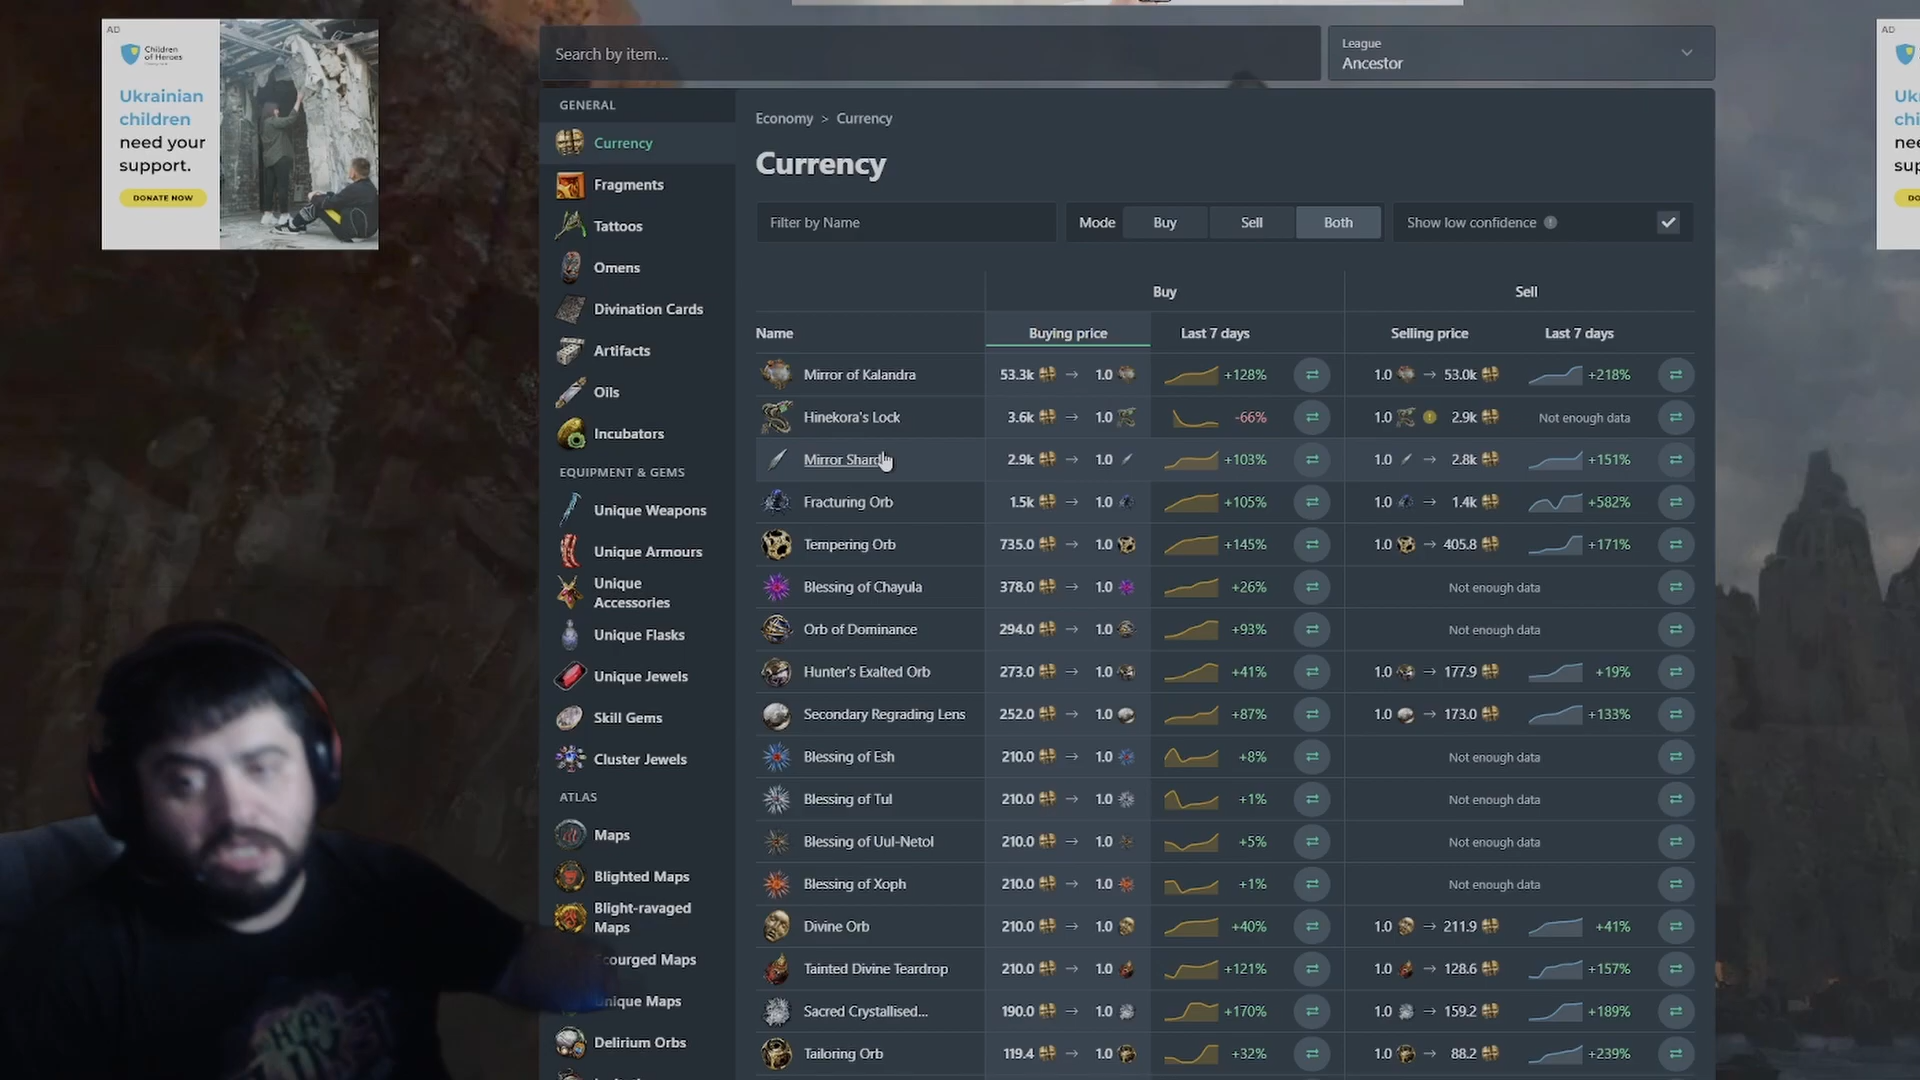 AD
Children
of Heroes
Ukrainian
children
need your
support.
DONATE NOW
Search by item...
League
Ancestor
AD
GENERAL
Currency
Fragments
Tattoos
Omens
Divination Cards
Artifacts
Oils
Incubators
EQUIPMENT & GEMS
Unique Weapons
Unique Armours
Unique
Accessories
Unique Flasks
Unique Jewels
Skill Gems
Cluster Jewels
ATLAS
Maps
Blighted Maps
Blight-ravaged
Maps
Scourged Maps
Unique Maps
Delirium Orbs
Economy > Currency
Currency
Filter by Name
Mode Buy Sell Both
Show low confidence
Buy Sell
Name Buying price Last 7 days Selling price Last 7 days
Mirror of Kalandra 53.3k → 1.0 +128% 1.0 → 53.0k +218%
Hinekora's Lock 3.6k → 1.0 -66% 1.0 2.9k Not enough data
Mirror Shard 2.9k → 1.0 +103% 1.0 → 2.8k +151%
Fracturing Orb 1.5k → 1.0 +105% 1.0 → 1.4k +582%
Tempering Orb 735.0 → 1.0 +145% 1.0 → 405.8 +171%
Blessing of Chayula 378.0 → 1.0 +26% Not enough data
Orb of Dominance 294.0 → 1.0 +93% Not enough data
Hunter's Exalted Orb 273.0 → 1.0 +41% 1.0 → 177.9 +19%
Secondary Regrading Lens 252.0 → 1.0 +87% 1.0 → 173.0 +133%
Blessing of Esh 210.0 → 1.0 +8% Not enough data
Blessing of Tul 210.0 → 1.0 +1% Not enough data
Blessing of Uul-Netol 210.0 → 1.0 +5% Not enough data
Blessing of Xoph 210.0 → 1.0 +1% Not enough data
Divine Orb 210.0 → 1.0 +40% 1.0 → 211.9 +41%
Tainted Divine Teardrop 210.0 → 1.0 +121% 1.0 → 128.6 +157%
Sacred Crystallised... 190.0 → 1.0 +170% 1.0 → 159.2 +189%
Tailoring Orb 119.4 → 1.0 +32% 1.0 → 88.2 +239%